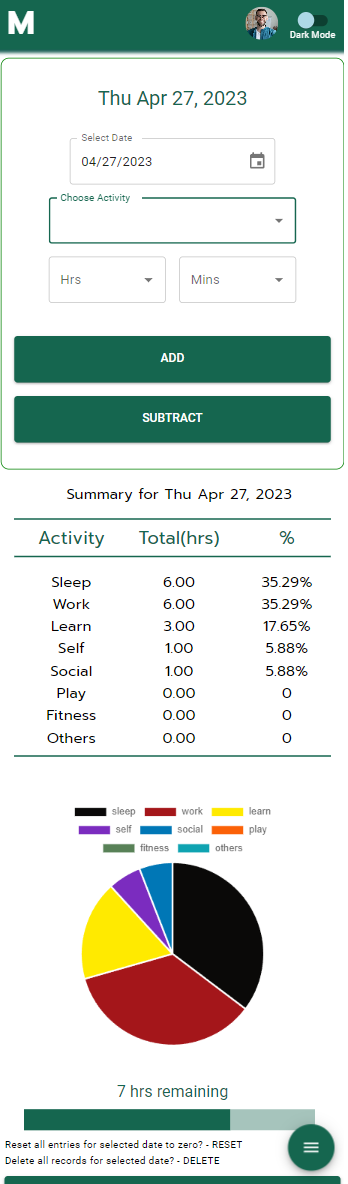 M
Dark Mode
Thu Apr 27, 2023
Select Date
04/27/2023
Choose Activity
Hrs Mins
ADD
SUBTRACT
Summary for Thu Apr 27, 2023
Activity Total(hrs) %
Sleep 6.00 35.29%
Work 6.00 35.29%
Learn 3.00 17.65%
Self 1.00 5.88%
Social 1.00 5.88%
Play 0.00 0
Fitness 0.00 0
Others 0.00 0
sleep work learn
self social play
fitness others
7 hrs remaining
Reset all entries for selected date to zero? - RESET
Delete all records for selected date? - DELETE